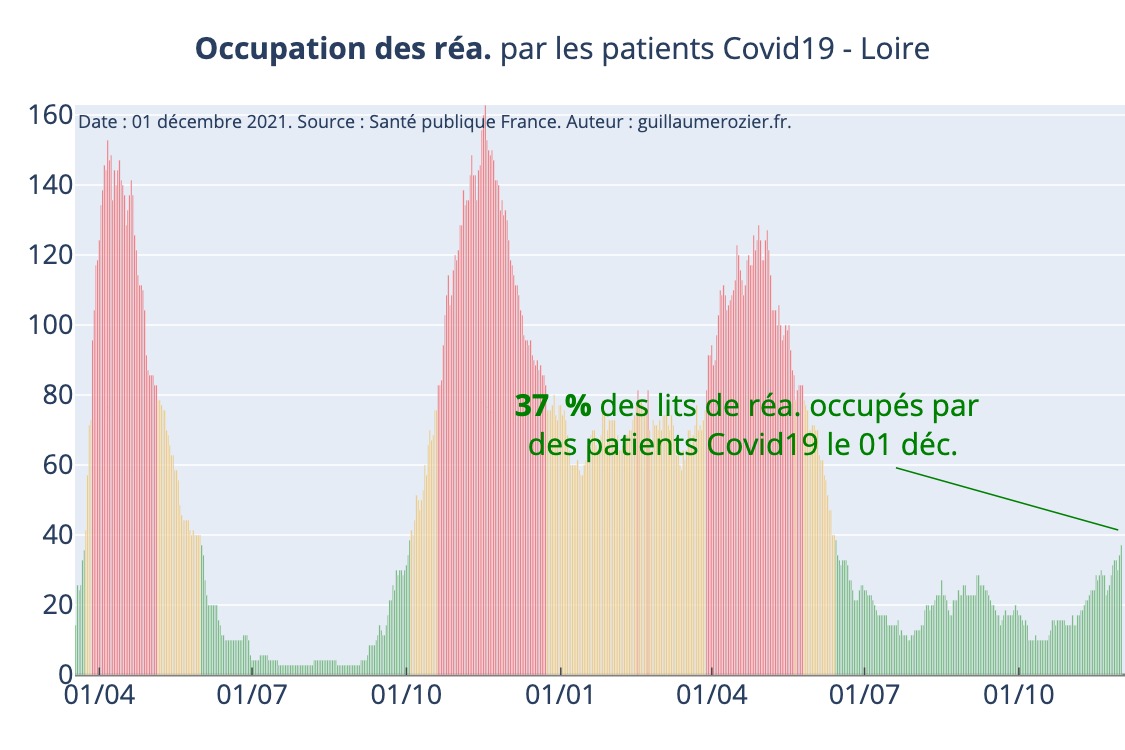 Occupation des réa. par les patients Covid19 - Loire
160
Date : 01 décembre 2021. Source : Santé publique France. Auteur : guillaumerozier.fr.
140
120
100
80
37 % des lits de réa. occupés par
des patients Covid19 le 01 déc.
60
40
20
0
01/04 01/07 01/10 01/01 01/04 01/07 01/10